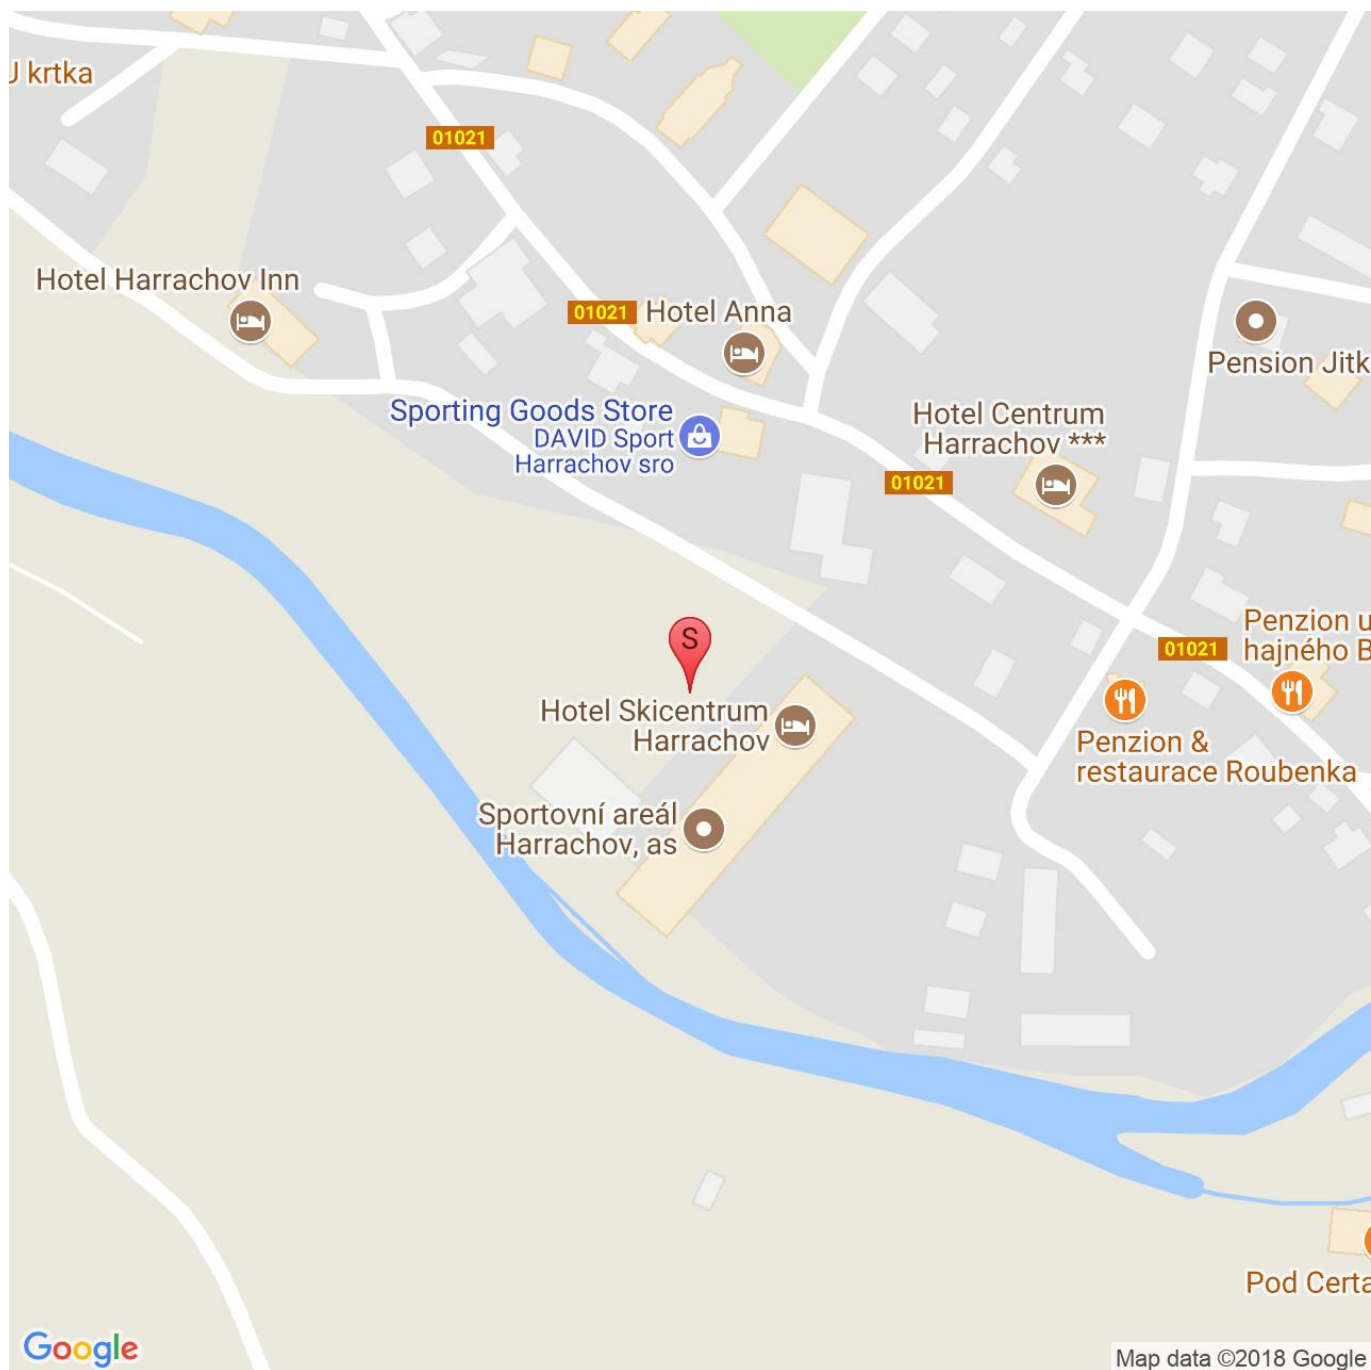 U krtka
01021
Hotel Harrachov Inn
01021
Hotel Anna
Pension Jitk
Sporting Goods Store
DAVID Sport
Harrachov sro
Hotel Centrum
Harrachov ***
01021
S
Penzion u
hajného B
01021
Hotel Skicentrum
Harrachov
Penzion &
restaurace Roubenka
Sportovní areál
Harrachov, as
Pod Certa
Google
Map data ©2018 Google